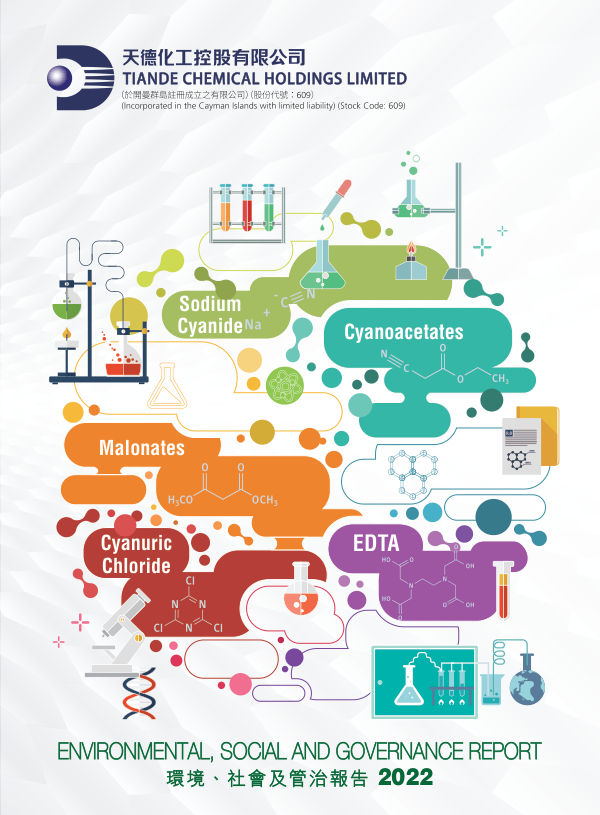 天德化工控股有限公司
TIANDE CHEMICAL HOLDINGS LIMITED
(於開曼群島註冊成立之有限公司) (股份代號：609)
(Incorporated in the Cayman Islands with limited liability) (Stock Code: 609)
Sodium
Cyanide
Na + - C≡N
Cyanoacetates
N C O O CH₃
Malonates
O O
H₃CO OCH₃
Cyanuric
Chloride
Cl
N N
Cl N Cl
EDTA
HO O O OH
N N
HO O O OH
ENVIRONMENTAL, SOCIAL AND GOVERNANCE REPORT
環境、社會及管治報告 2022